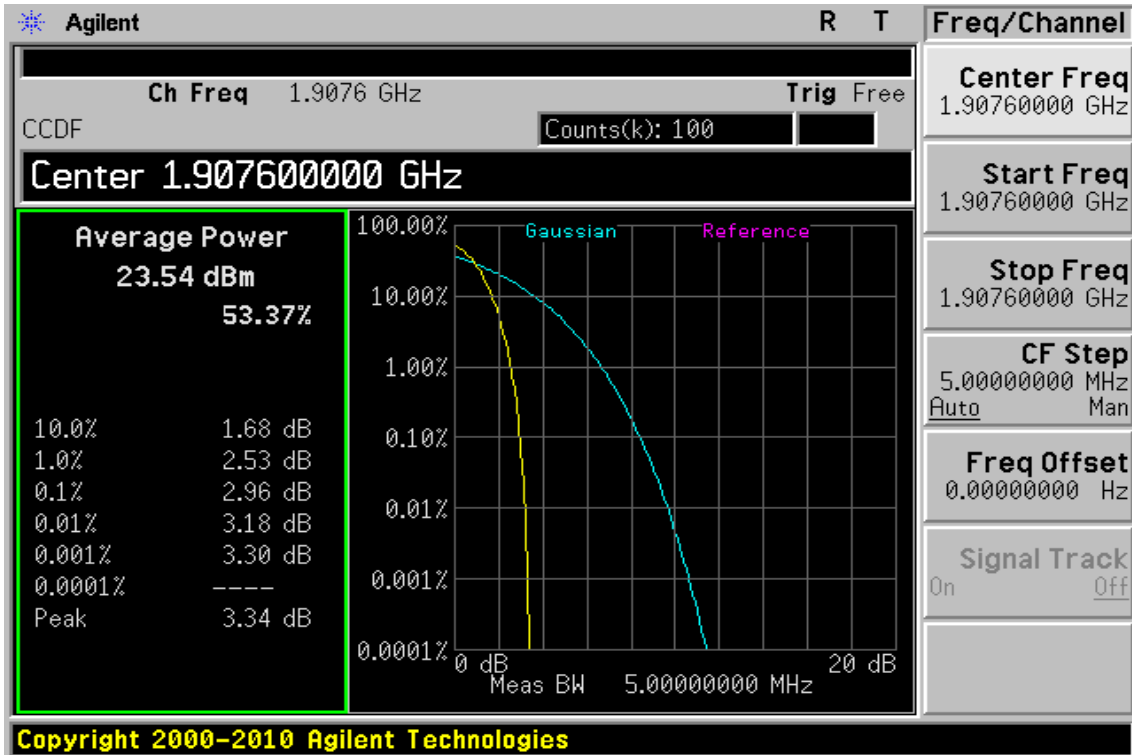 Agilent R T
Ch Freq 1.9076 GHz Trig Free
CCDF Counts(k): 100
Center 1.907600000 GHz
Average Power
23.54 dBm
53.37%
10.0% 1.68 dB
1.0% 2.53 dB
0.1% 2.96 dB
0.01% 3.18 dB
0.001% 3.30 dB
0.0001% ----
Peak 3.34 dB
Gaussian Reference
100.00%
10.00%
1.00%
0.10%
0.01%
0.001%
0.0001%
0 dB 20 dB
Meas BW 5.00000000 MHz
Freq/Channel
Center Freq
1.90760000 GHz
Start Freq
1.90760000 GHz
Stop Freq
1.90760000 GHz
CF Step
5.00000000 MHz
Auto Man
Freq Offset
0.00000000 Hz
Signal Track
On Off
Copyright 2000-2010 Agilent Technologies